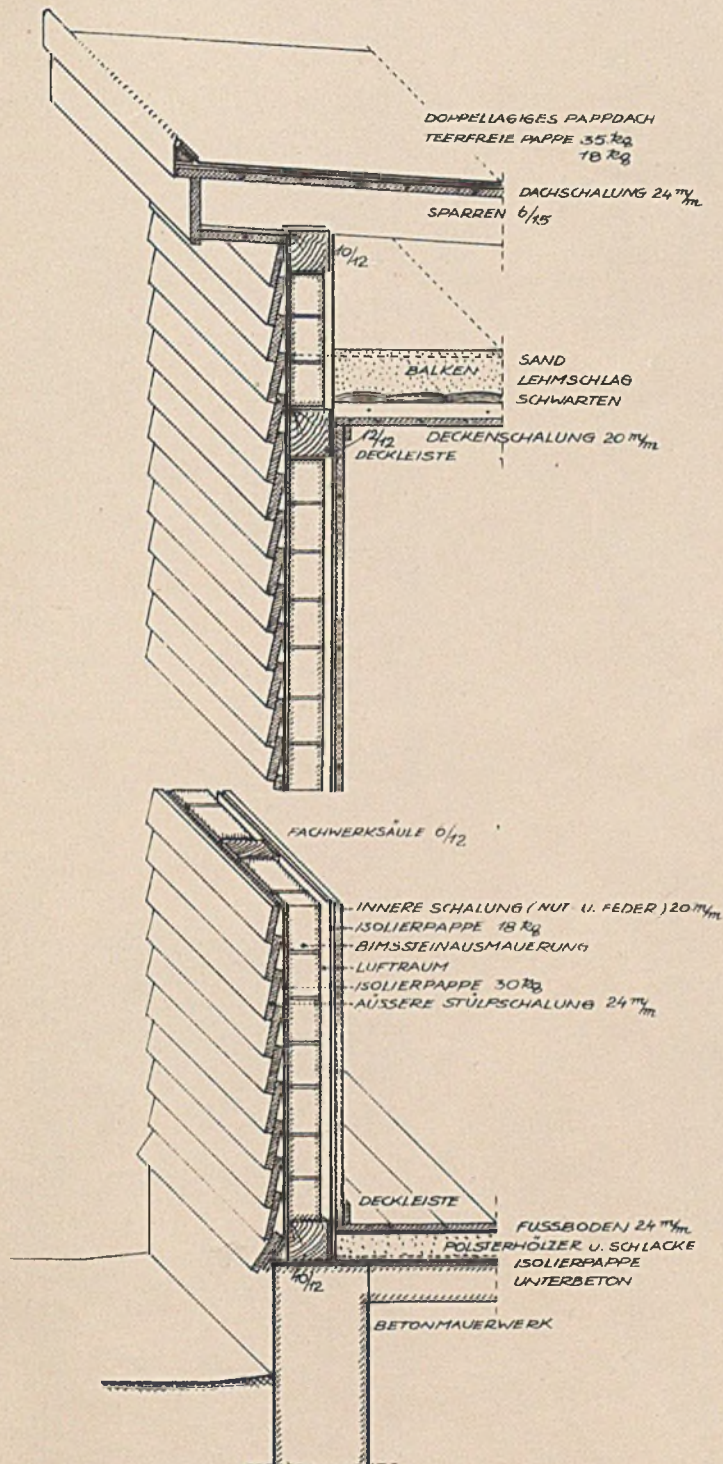 DOPPELLAGIGES PAPPDACH
TEERFREIE PAPPE 35 kg
18 kg
DACHSCHALUNG 24 m/m
SPARREN 6/15
10/12
SAND
BALKEN
LEHMSCHLAG
SCHWARTEN
12/12
DECKENSCHALUNG 20 m/m
DECKLEISTE
FACHWERKSÄULE 6/12
INNERE SCHALUNG (NUT U. FEDER) 20 m/m
ISOLIERPAPPE 18 kg
BIMSSTEINAUSMAUERUNG
LUFTRAUM
ISOLIERPAPPE 30 kg
ÄUSSERE STÜLPSCHALUNG 24 m/m
DECKLEISTE
FUSSBODEN 24 m/m
POLSTERHÖLZER U. SCHLACKE
ISOLIERPAPPE
10/12
UNTERBETON
BETONMAUERWERK